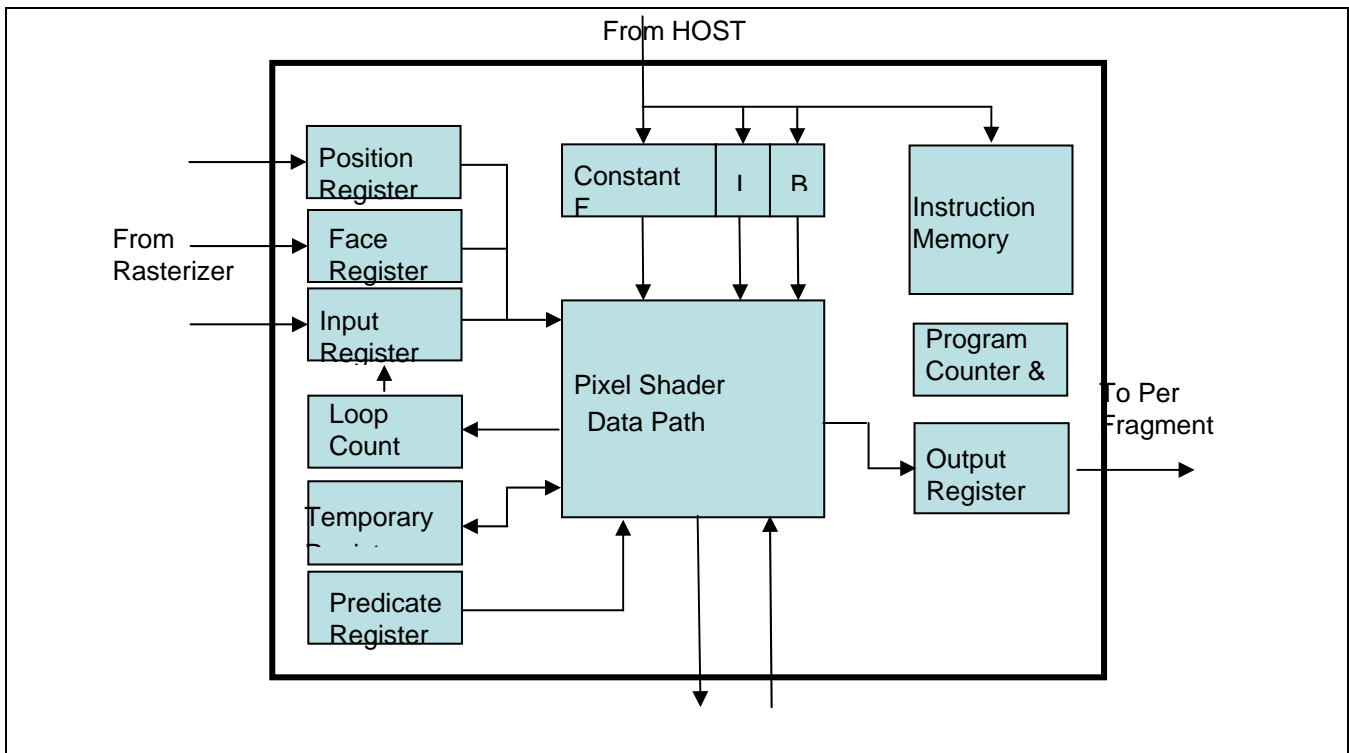 From HOST
Position
Register
Face
Register
Input
Register
Loop
Count
Temporary
Predicate
Register
From
Rasterizer
Constant
Pixel Shader
Data Path
Instruction
Memory
Program
Counter &
Output
Register
To Per
Fragment